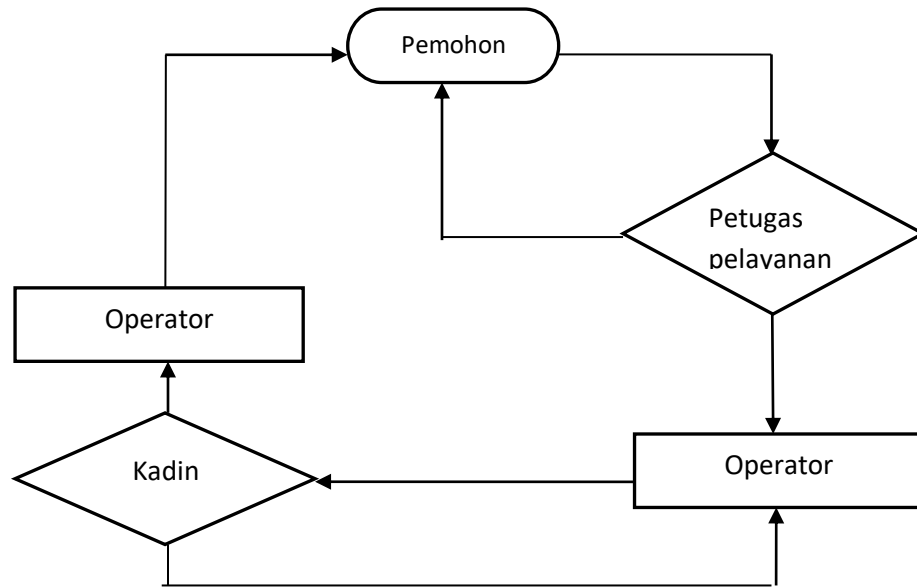 Pemohon
Petugas
pelayanan
Operator
Operator
Kadin